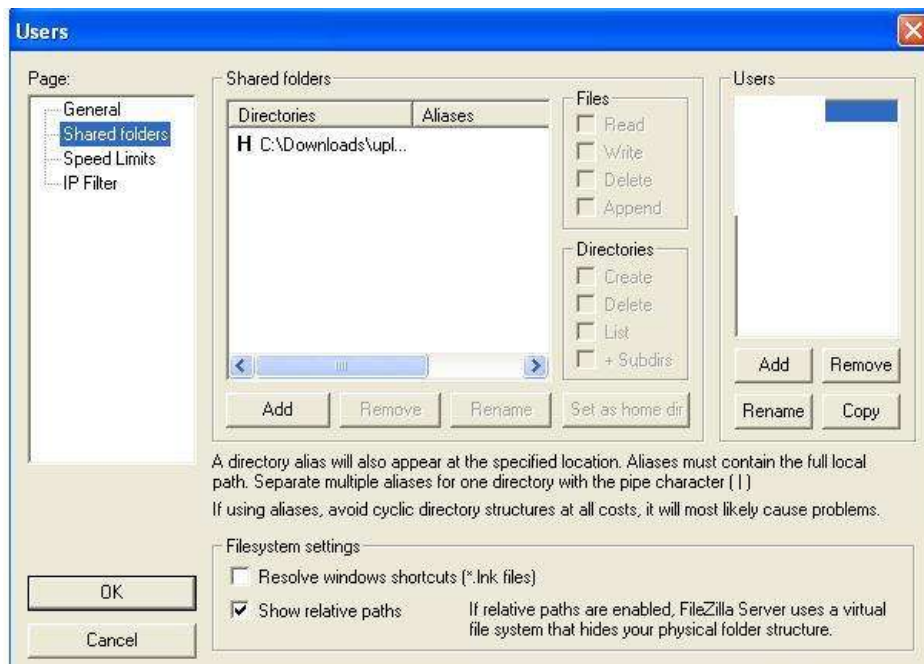 Users
Page:
General
Shared folders
Speed Limits
IP Filter
Shared folders
Directories Aliases
H C:\Downloads\upl...
Files
Read
Write
Delete
Append
Directories
Create
Delete
List
+ Subdirs
Add Remove Rename Set as home dir
Users
Add Remove
Rename Copy
A directory alias will also appear at the specified location. Aliases must contain the full local
path. Separate multiple aliases for one directory with the pipe character ( | )
If using aliases, avoid cyclic directory structures at all costs, it will most likely cause problems.
Filesystem settings
Resolve windows shortcuts (*.lnk files)
Show relative paths
If relative paths are enabled, FileZilla Server uses a virtual
file system that hides your physical folder structure.
OK
Cancel